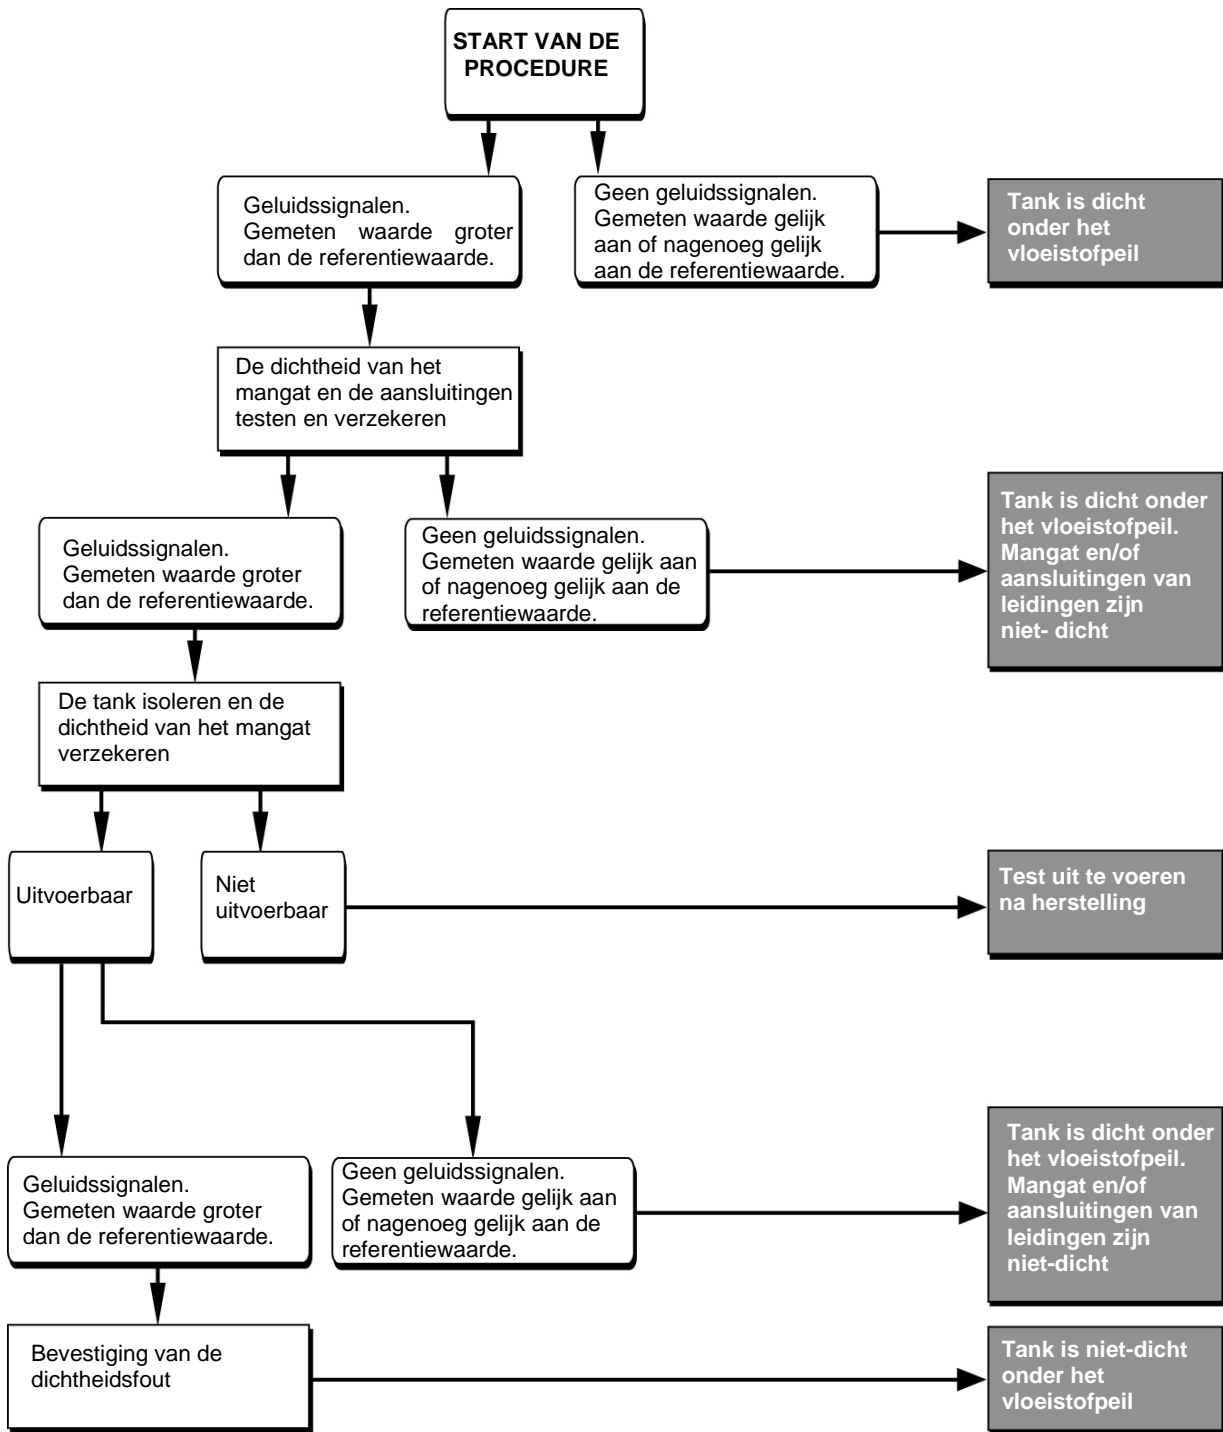 START VAN DE
PROCEDURE
Geluidssignalen.
Gemeten waarde groter
dan de referentiewaarde.
Geen geluidssignalen.
Gemeten waarde gelijk
aan of nagenoeg gelijk
aan de referentiewaarde.
Tank is dicht
onder het
vloeistofpeil
De dichtheid van het
mangat en de aansluitingen
testen en verzekeren
Geluidssignalen.
Gemeten waarde groter
dan de referentiewaarde.
Geen geluidssignalen.
Gemeten waarde gelijk aan
of nagenoeg gelijk aan de
referentiewaarde.
Tank is dicht onder
het vloeistofpeil.
Mangat en/of
aansluitingen van
leidingen zijn
niet- dicht
De tank isoleren en de
dichtheid van het mangat
verzekeren
Uitvoerbaar
Niet
uitvoerbaar
Test uit te voeren
na herstelling
Geluidssignalen.
Gemeten waarde groter
dan de referentiewaarde.
Geen geluidssignalen.
Gemeten waarde gelijk aan
of nagenoeg gelijk aan de
referentiewaarde.
Tank is dicht onder
het vloeistofpeil.
Mangat en/of
aansluitingen van
leidingen zijn
niet-dicht
Bevestiging van de
dichtheidsfout
Tank is niet-dicht
onder het
vloeistofpeil